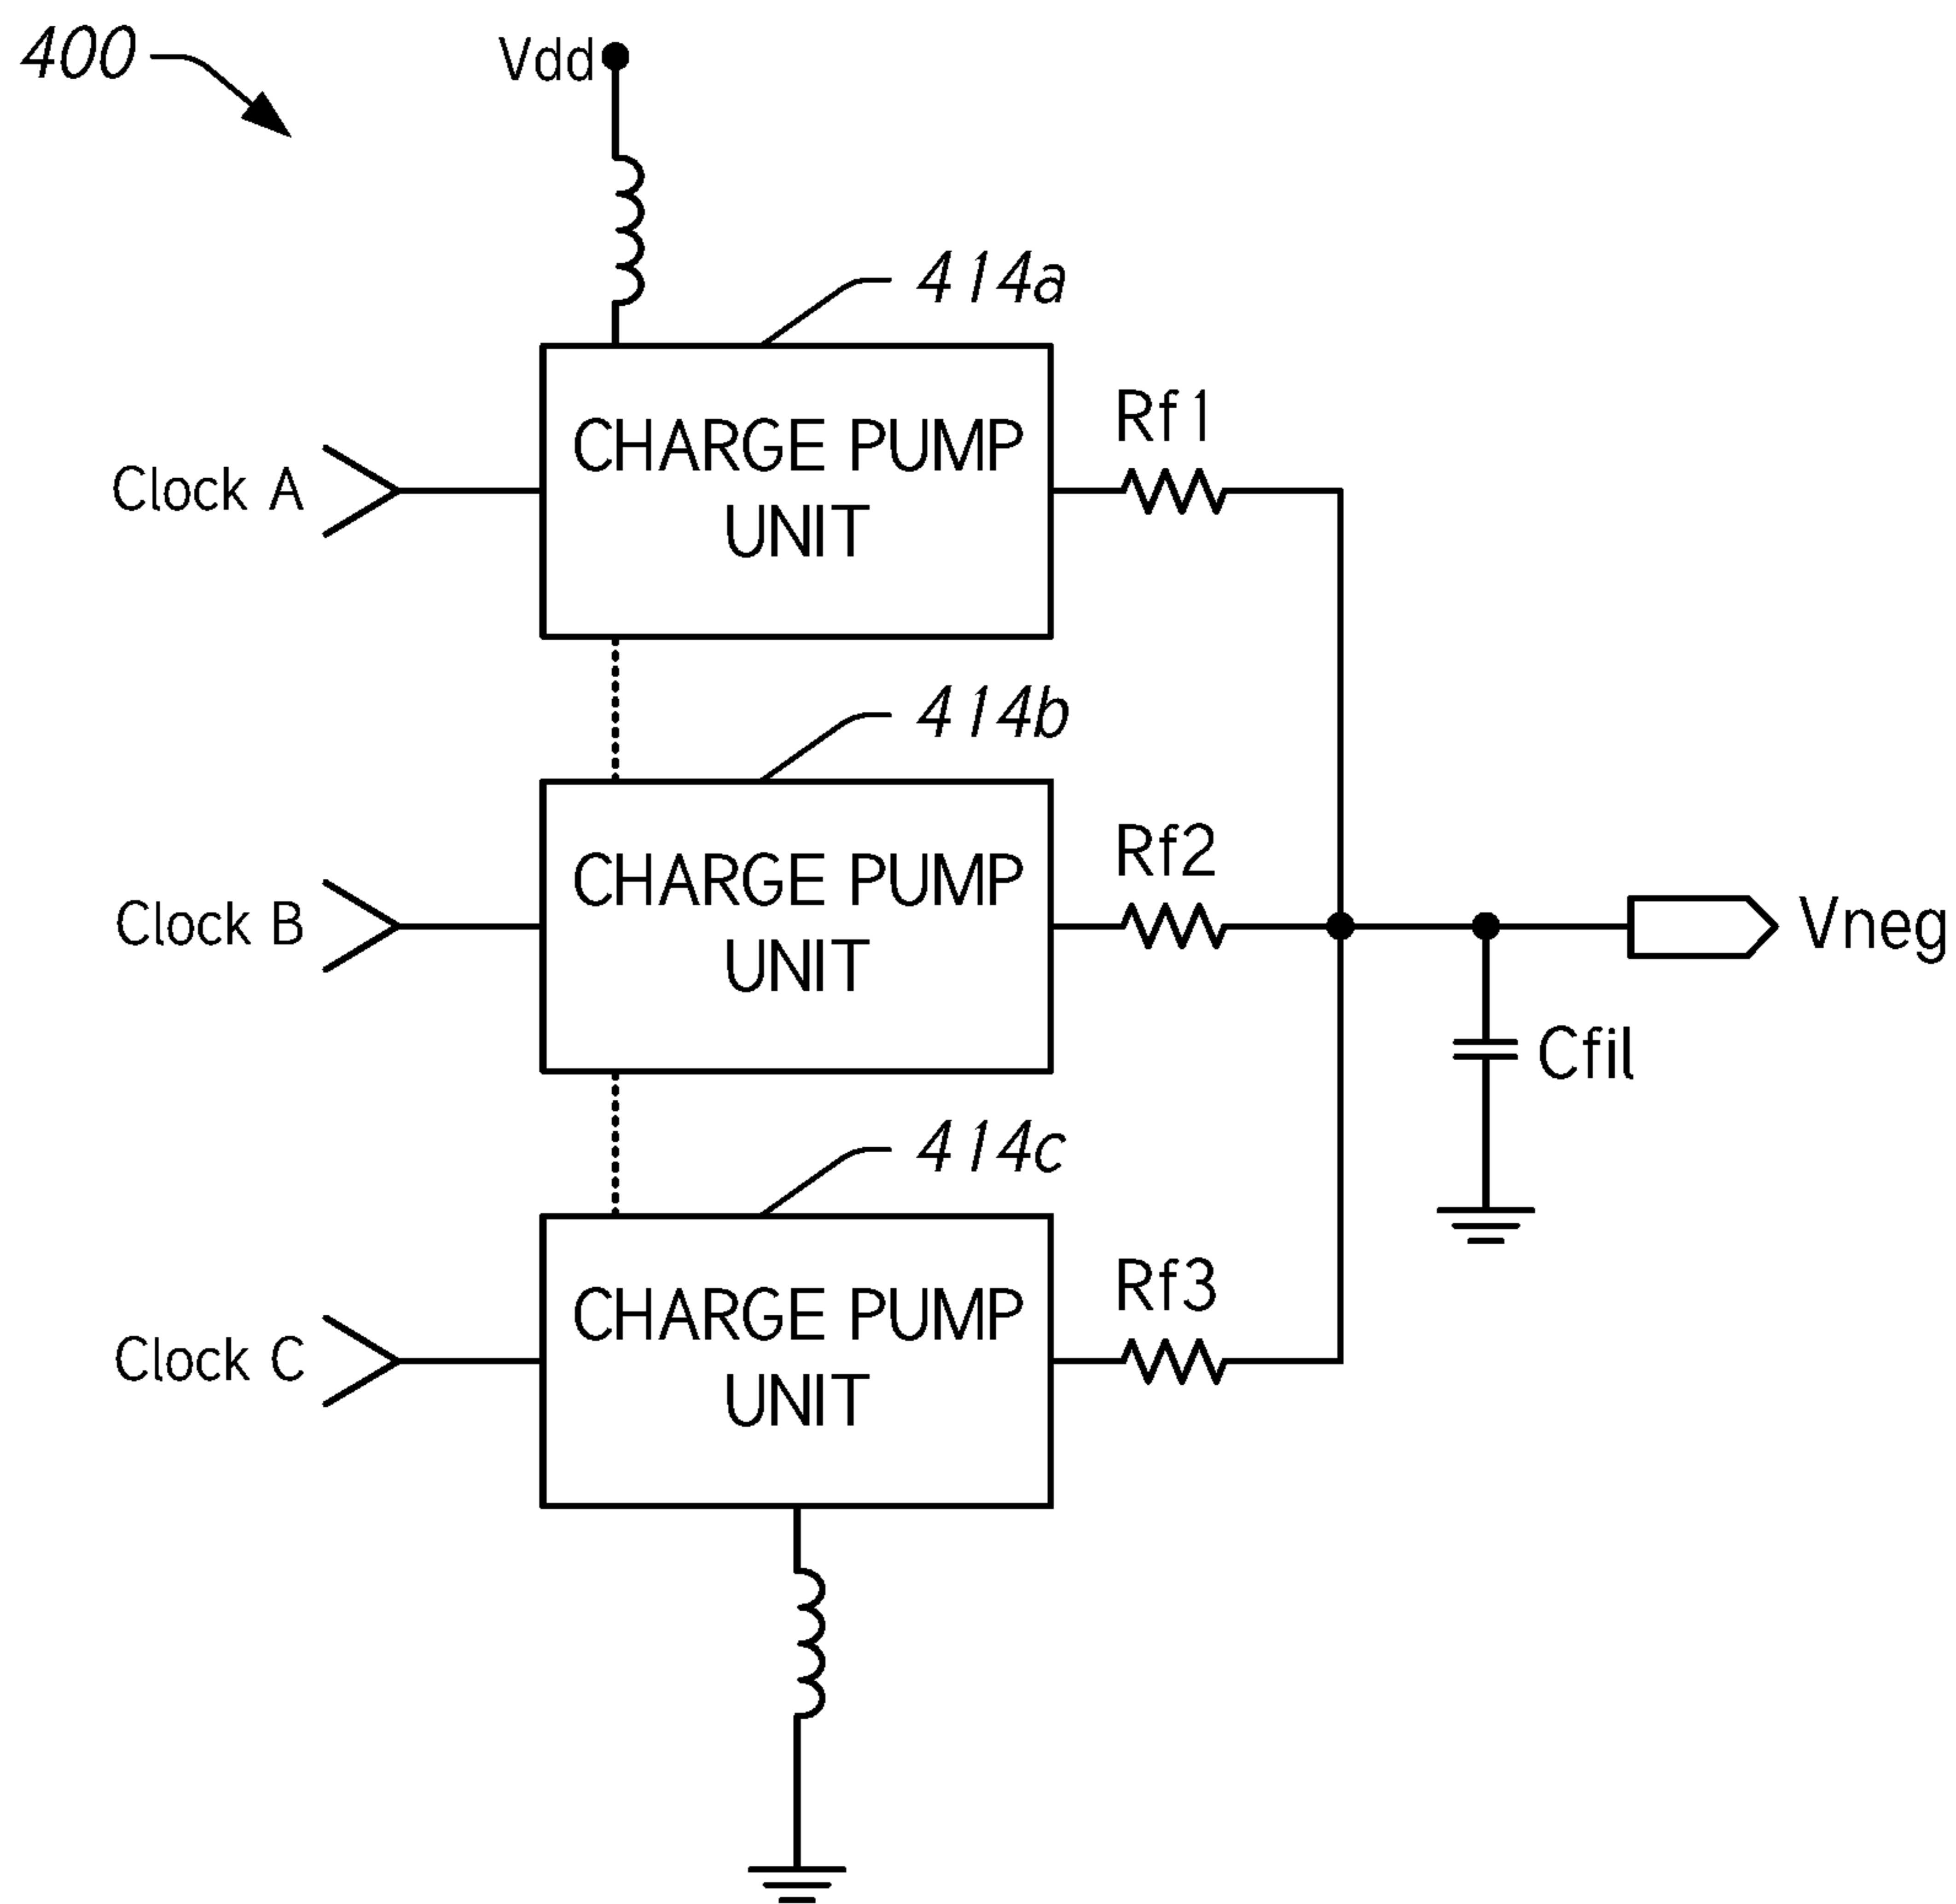 400
Vdd
414a
CHARGE PUMP
UNIT
Rf1
Clock A
414b
CHARGE PUMP
UNIT
Rf2
Clock B
Vneg
Cfil
414c
CHARGE PUMP
UNIT
Rf3
Clock C